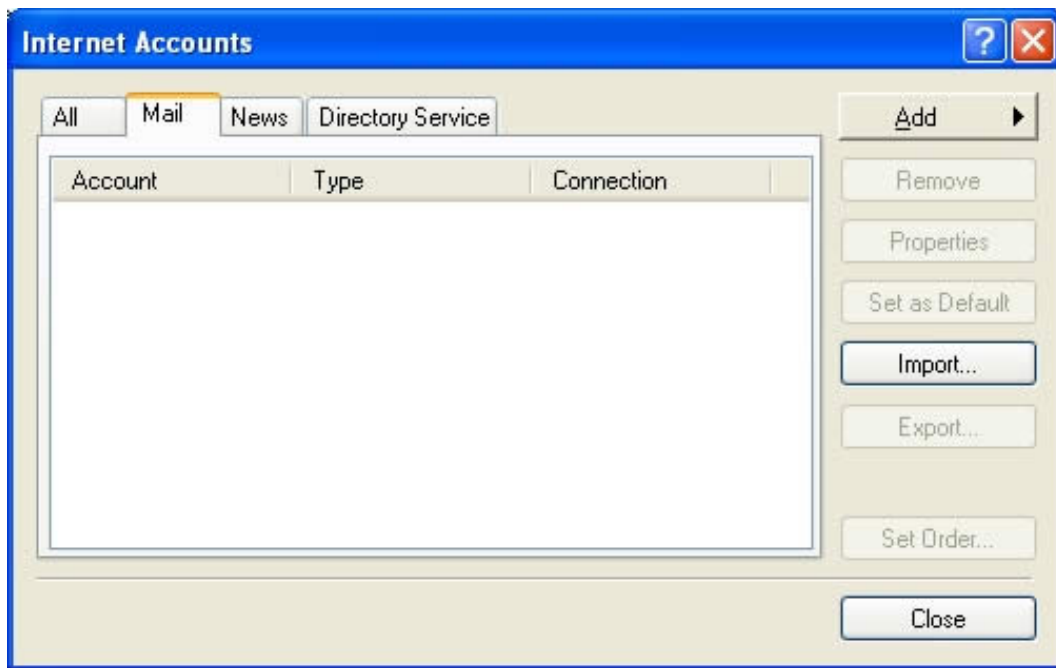 Internet Accounts
?
All Mail News Directory Service
Add
Account Type Connection
Remove
Properties
Set as Default
Import...
Export...
Set Order...
Close